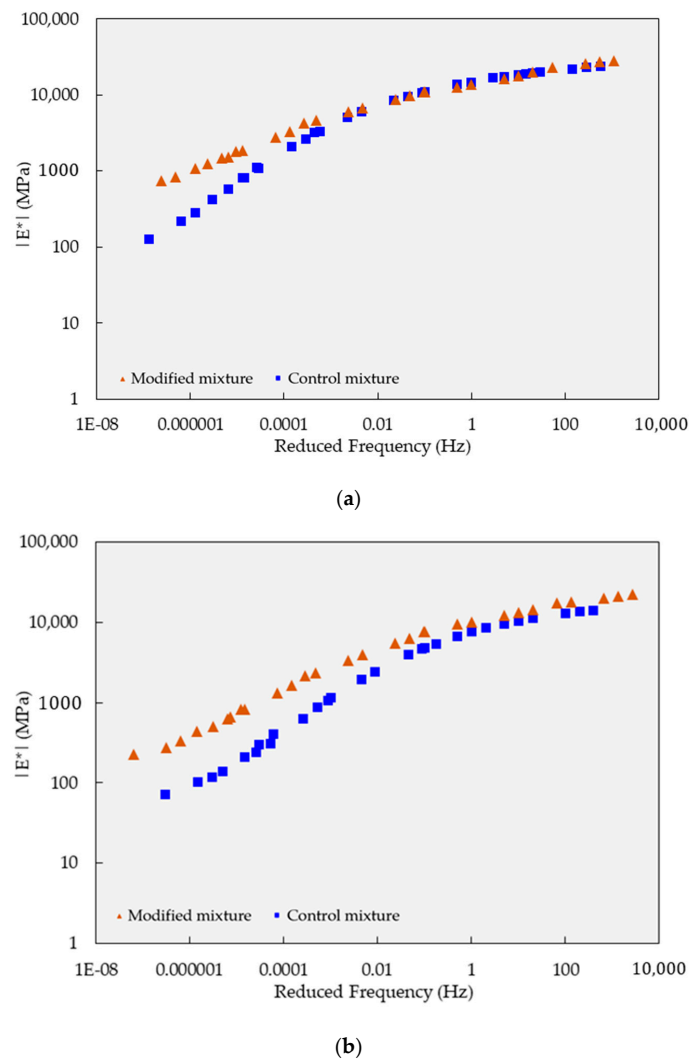 100,000
10,000
1000
100
10
1
|E*| (MPa)
Modified mixture
Control mixture
1E-08
0.000001
0.0001
0.01
1
100
10,000
Reduced Frequency (Hz)
(a)
100,000
10,000
1000
100
10
1
|E*| (MPa)
Modified mixture
Control mixture
1E-08
0.000001
0.0001
0.01
1
100
10,000
Reduced Frequency (Hz)
(b)